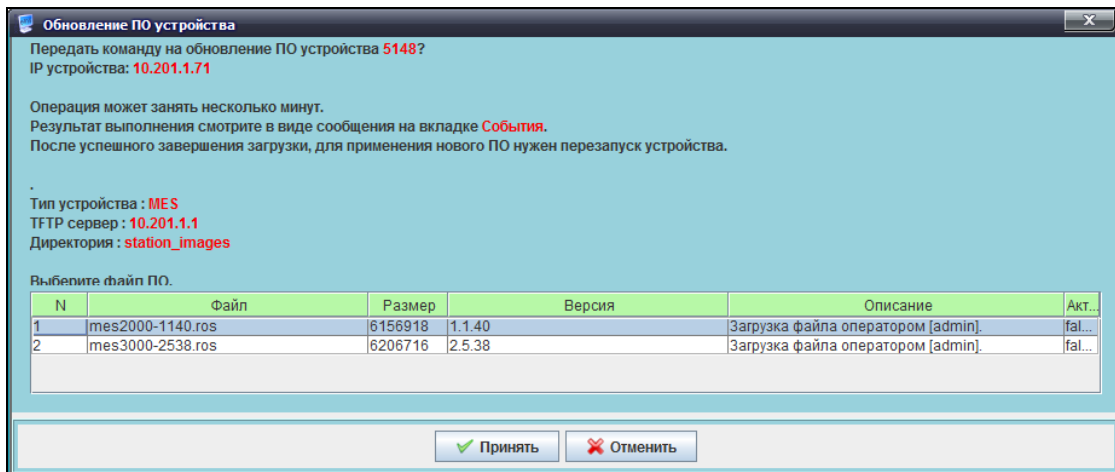 Обновление ПО устройства
Передать команду на обновление ПО устройства 5148?
IP устройства: 10.201.1.71
Операция может занять несколько минут.
Результат выполнения смотрите в виде сообщения на вкладке События.
После успешного завершения загрузки, для применения нового ПО нужен перезапуск устройства.
.
Тип устройства : MES
TFTP сервер : 10.201.1.1
Директория : station_images
Выберите файл ПО.
N Файл Размер Версия Описание Акт...
1 mes2000-1140.ros 6156918 1.1.40 Загрузка файла оператором [admin]. fal...
2 mes3000-2538.ros 6206716 2.5.38 Загрузка файла оператором [admin]. fal...
Принять Отменить